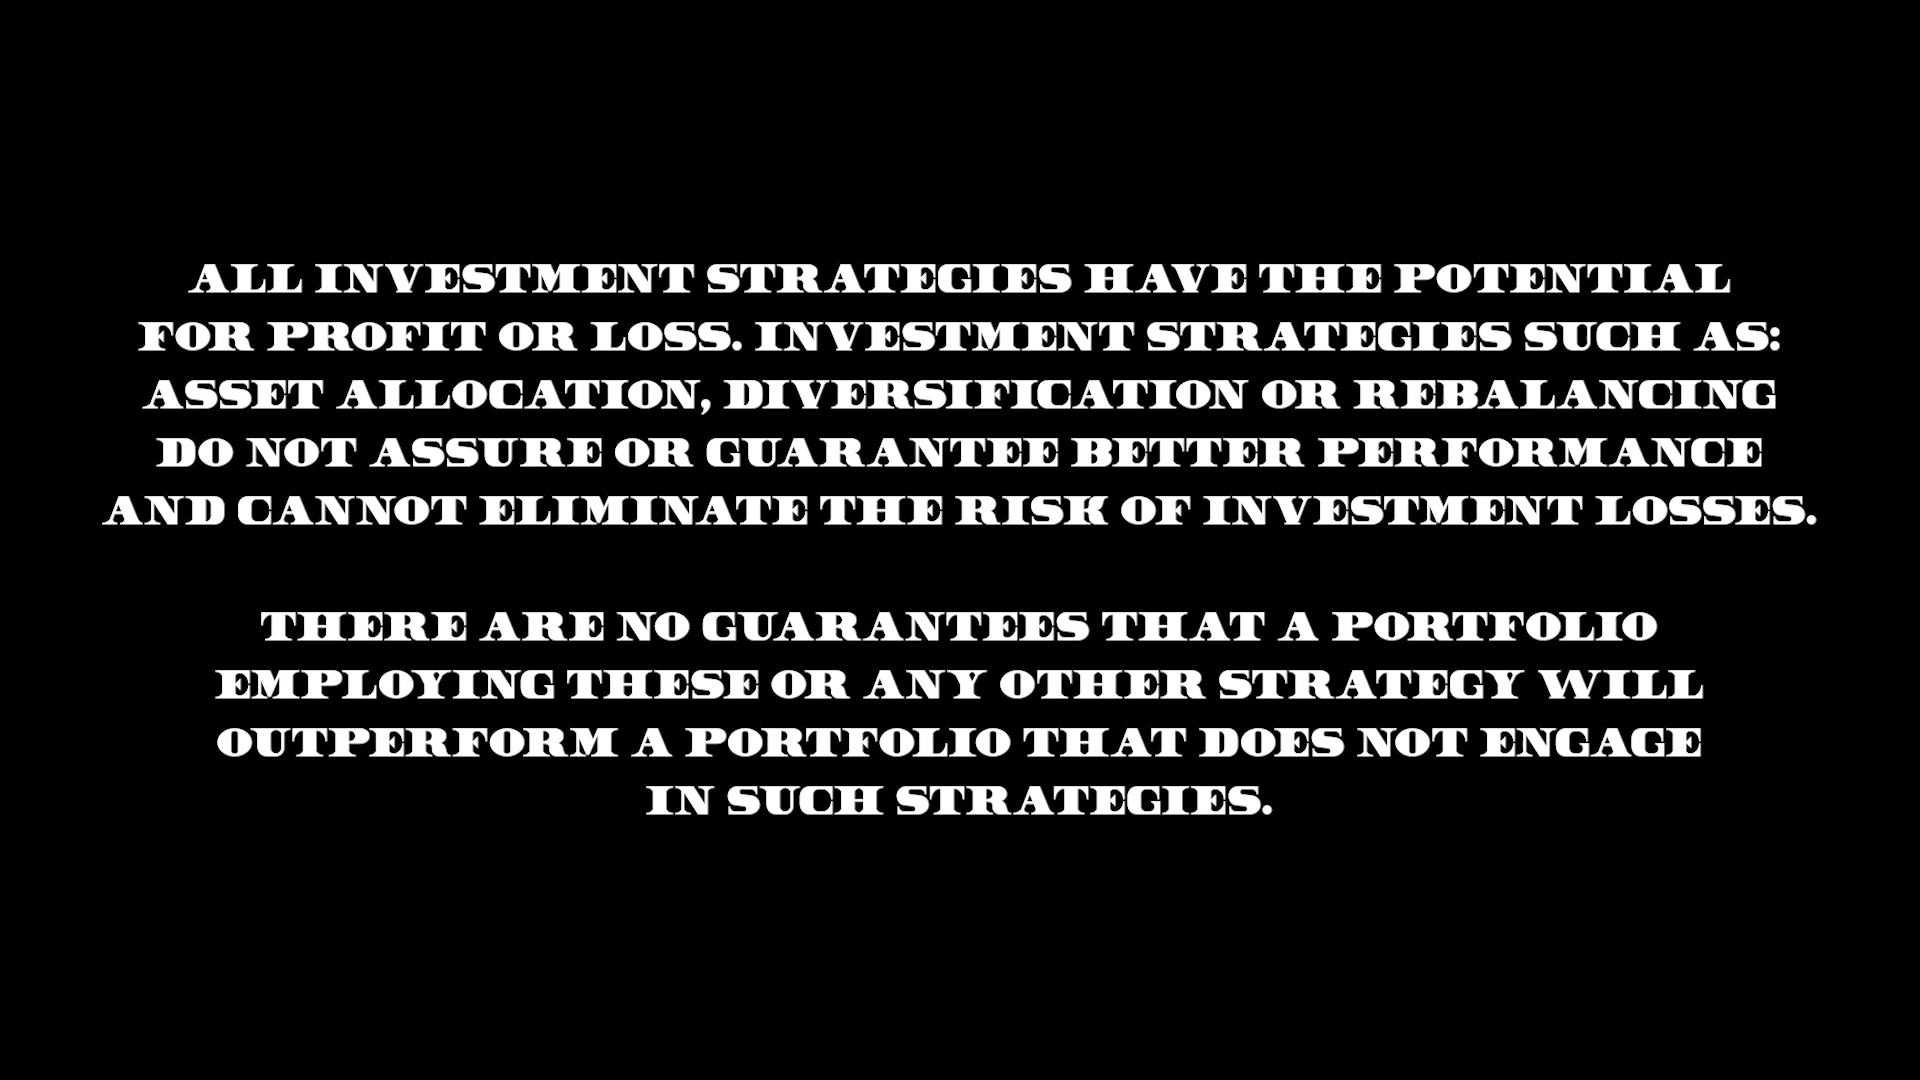 ALL INVESTMENT STRATEGIES HAVE THE POTENTIAL
FOR PROFIT OR LOSS. INVESTMENT STRATEGIES SUCH AS:
ASSET ALLOCATION, DIVERSIFICATION OR REBALANCING
DO NOT ASSURE OR GUARANTEE BETTER PERFORMANCE
AND CANNOT ELIMINATE THE RISK OF INVESTMENT LOSSES.
THERE ARE NO GUARANTEES THAT A PORTFOLIO
EMPLOYING THESE OR ANY OTHER STRATEGY WILL
OUTPERFORM A PORTFOLIO THAT DOES NOT ENGAGE
IN SUCH STRATEGIES.